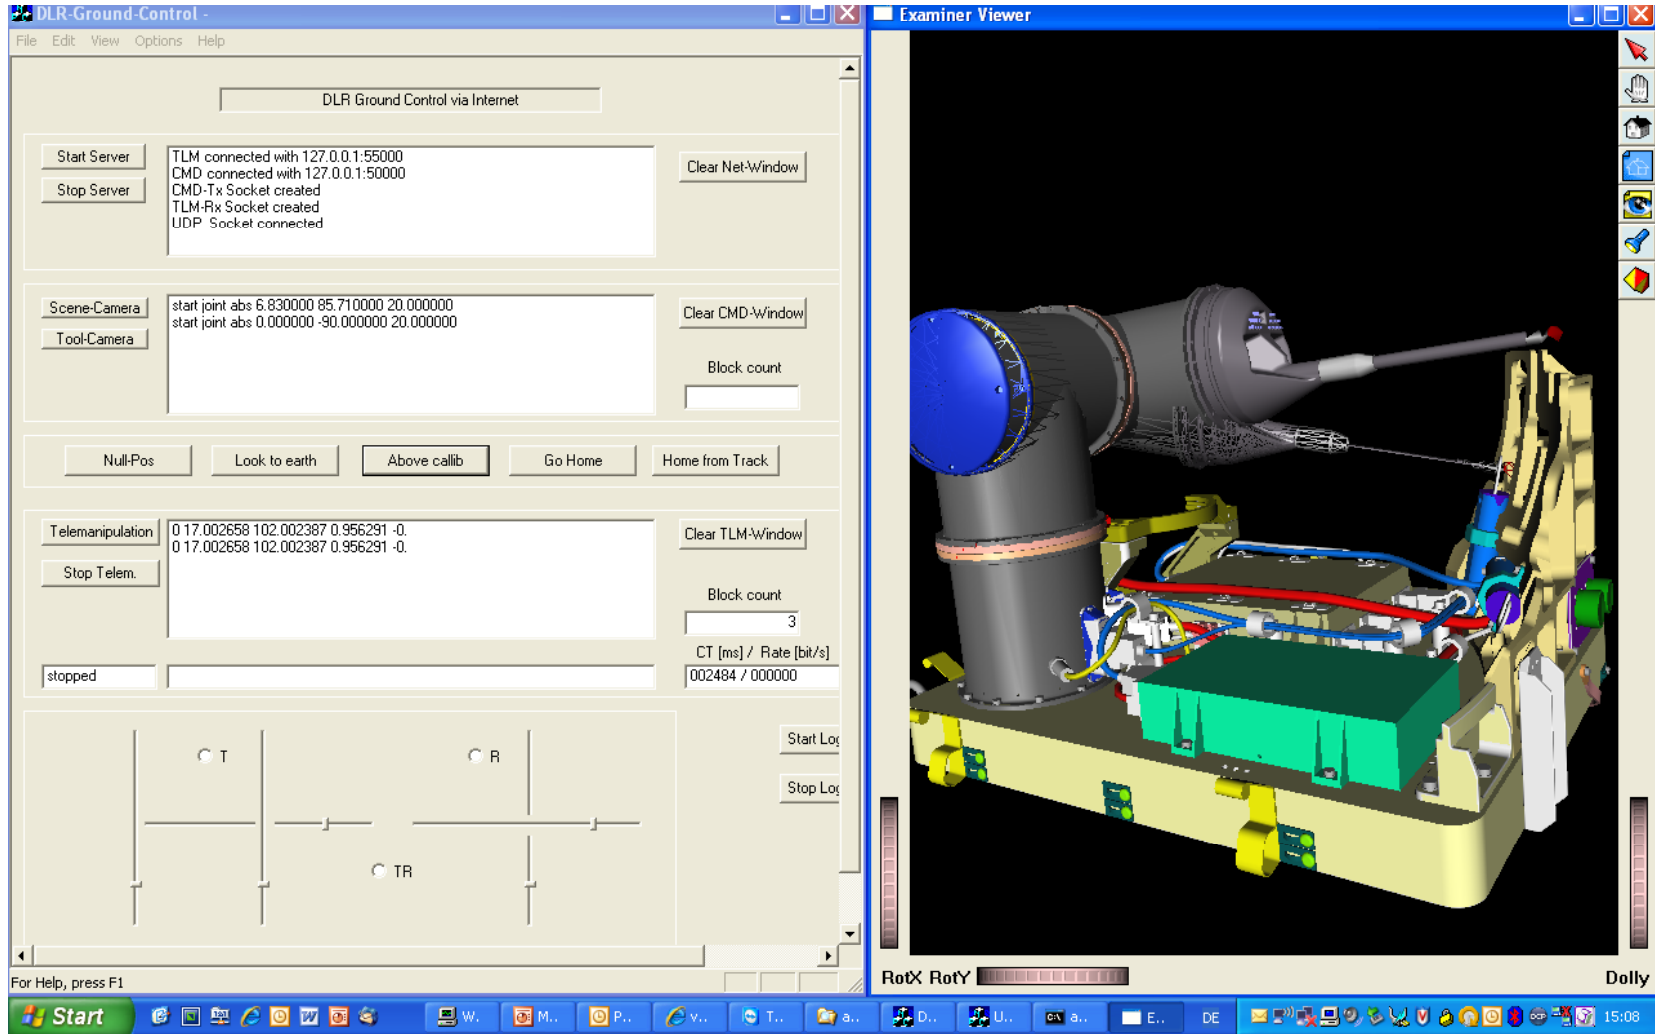 DLR-Ground-Control -
File Edit View Options Help
DLR Ground Control via Internet
Start Server
Stop Server
TLM connected with 127.0.0.1:55000
CMD connected with 127.0.0.1:50000
CMD-Tx Socket created
TLM-Rx Socket created
UDP Socket connected
Clear Net-Window
Scene-Camera
Tool-Camera
start joint abs 6.830000 85.710000 20.000000
start joint abs 0.000000 -90.000000 20.000000
Clear CMD-Window
Block count
Null-Pos
Look to earth
Above callib
Go Home
Home from Track
Telemanipulation
Stop Telem.
0 17.002658 102.002387 0.956291 -0.
0 17.002658 102.002387 0.956291 -0.
Clear TLM-Window
Block count
3
CT [ms] / Rate [bit/s]
stopped
002484 / 000000
T
R
TR
Start Log
Stop Log
For Help, press F1
Examiner Viewer
RotX RotY
Dolly
Start
W..
M..
P..
v..
T..
a..
D..
U..
a..
E..
DE
15:08